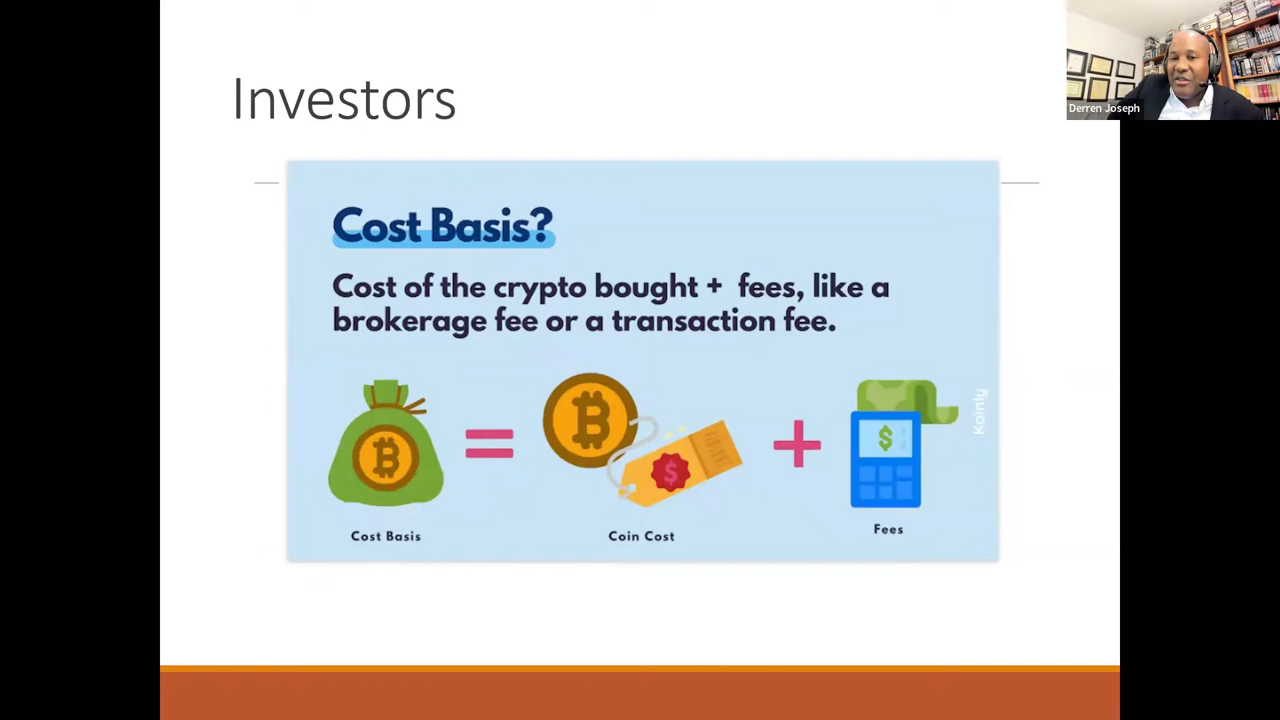 Investors
Derren Joseph
Cost Basis?
Cost of the crypto bought + fees, like a
brokerage fee or a transaction fee.
Koinly
Cost Basis
Coin Cost
Fees